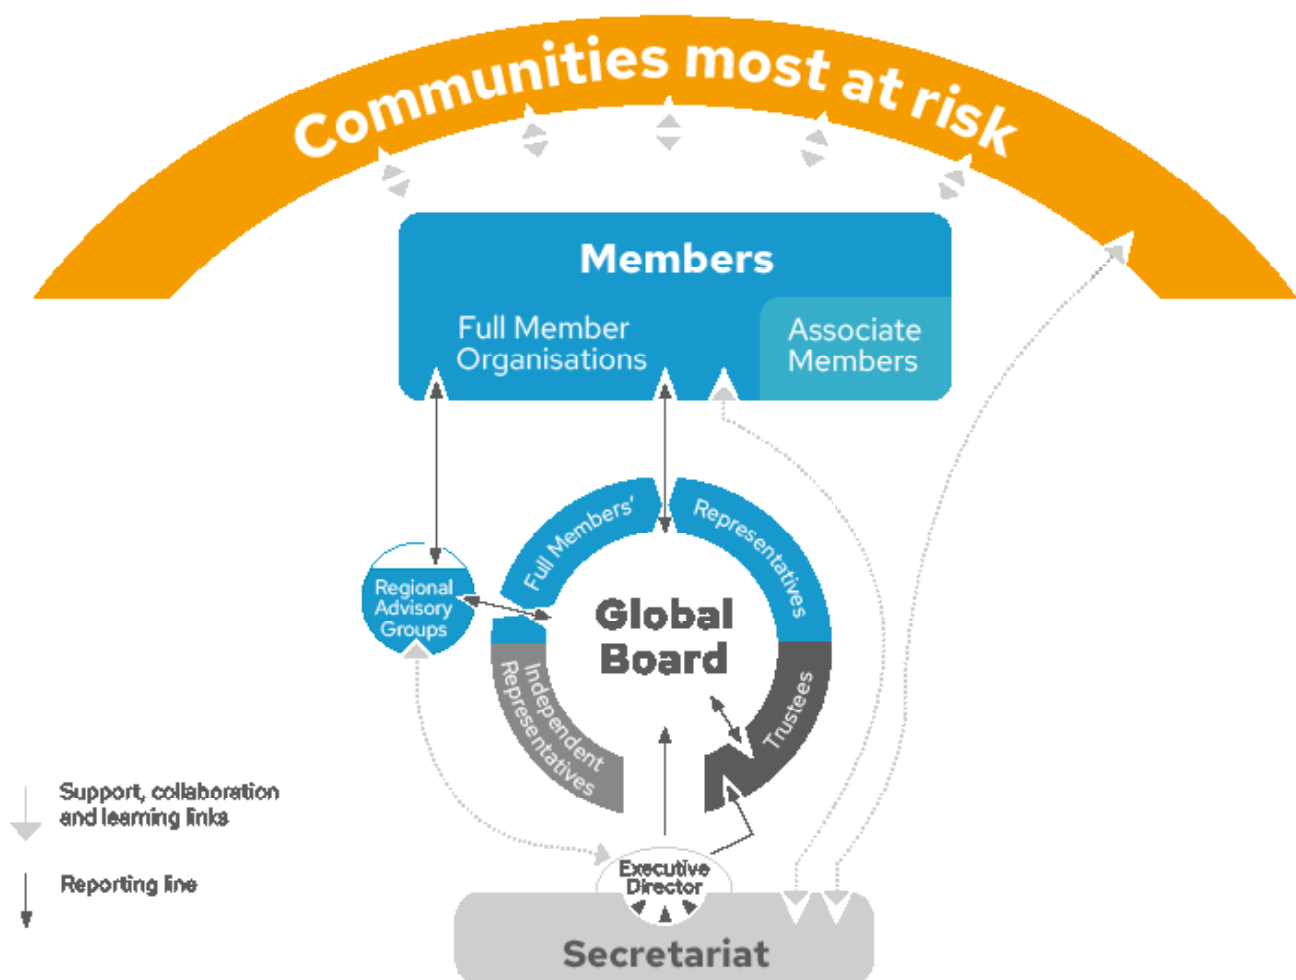 Communities most at risk
Members
Full Member
Organisations
Associate
Members
Full Members'
Representatives
Regional
Advisory
Groups
Global
Board
Independent
Representatives
Trustees
Support, collaboration
and learning links
Reporting line
Executive
Director
Secretariat